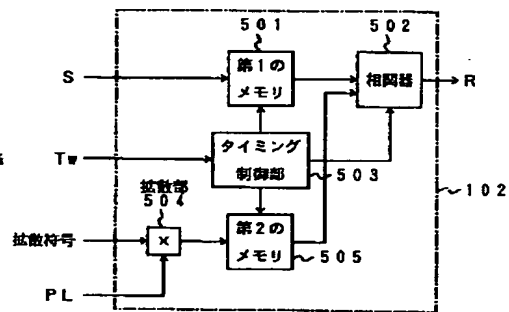 501
502
第1の
メモリ
相関器
S
R
タイミング
制御部
Tw
503
102
拡散部
504
拡散符号
×
第2の
メモリ
505
PL